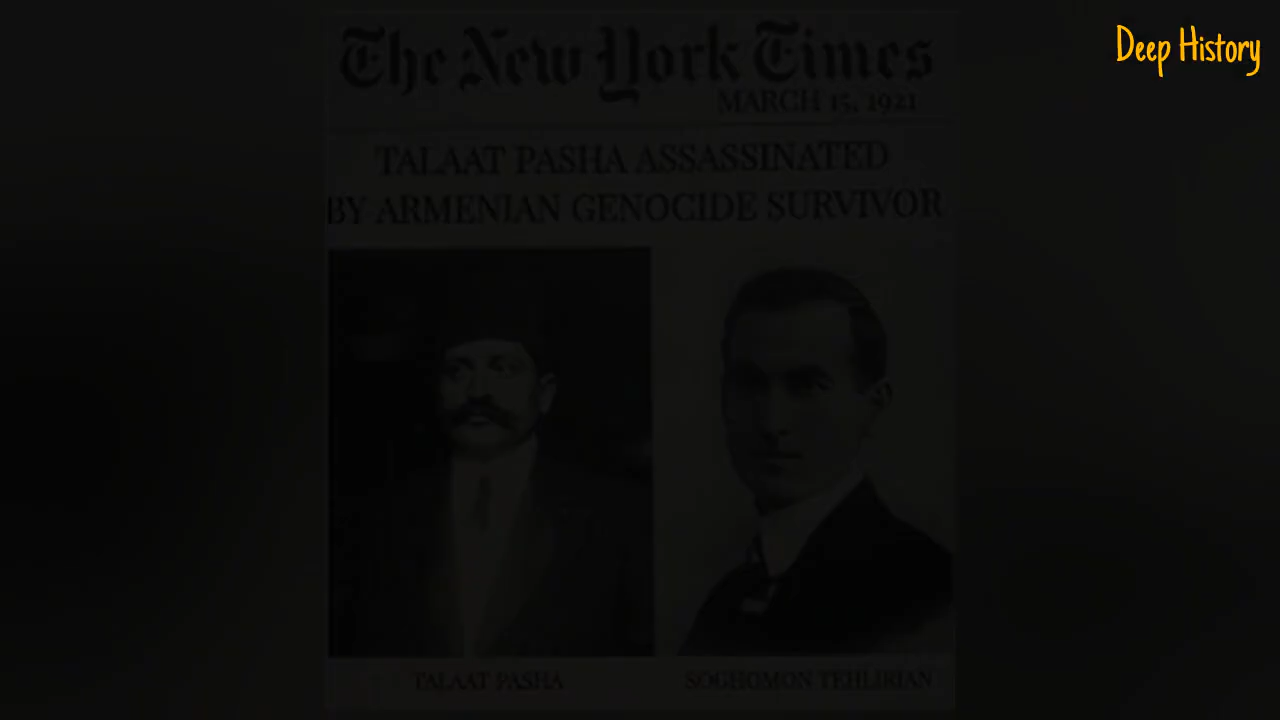 Deep History
The New York Times
MARCH 15, 1921
TALAAT PASHA ASSASSINATED
BY ARMENIAN GENOCIDE SURVIVOR
TALAAT PASHA
SOGHOMON TEHLIRIAN